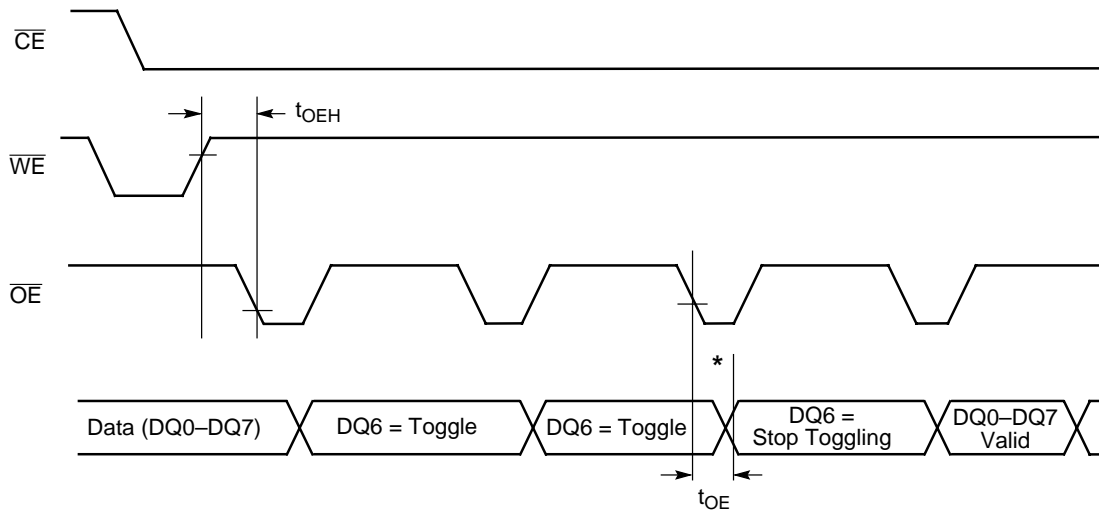 CE
tOEH
WE
OE
*
Data (DQ0–DQ7)
DQ6 = Toggle
DQ6 = Toggle
DQ6 =
Stop Toggling
DQ0–DQ7
Valid
tOE